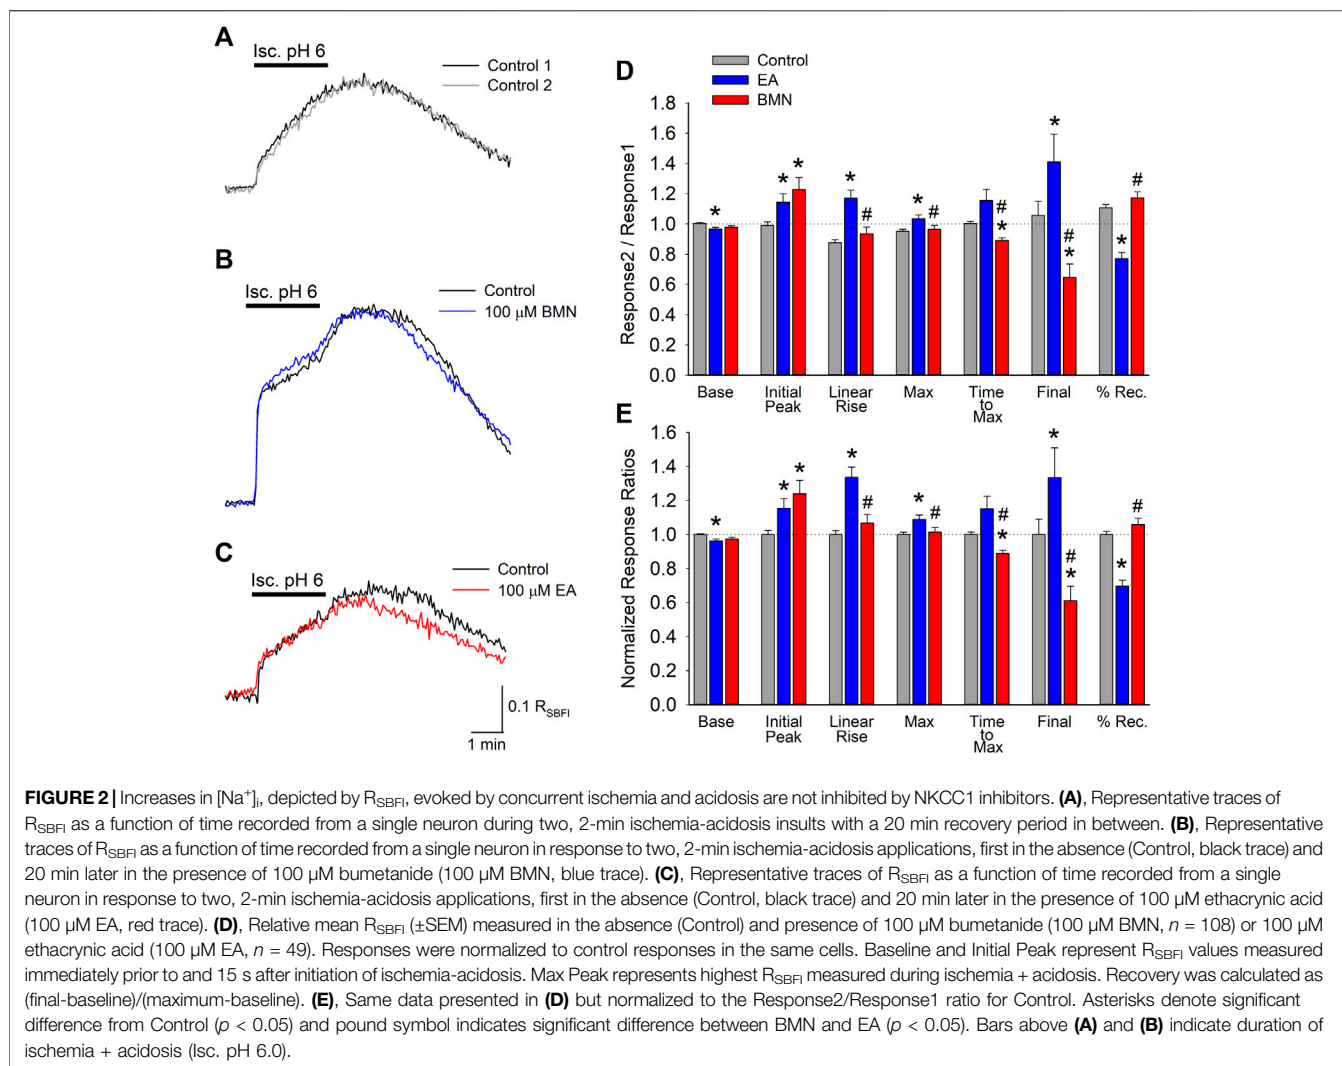 A
Isc. pH 6
Control 1
Control 2
B
Isc. pH 6
Control
100 μM BMN
C
Isc. pH 6
Control
100 μM EA
0.1 RSBFI
1 min
D
Control
EA
BMN
Response2 / Response1
1.8
1.6
1.4
1.2
1.0
0.8
0.6
0.4
0.2
0.0
* * * * * * # * # # * # * * #
Base
Initial
Peak
Linear
Rise
Max
Time
to
Max
Final
% Rec.
E
Normalized Response Ratios
1.6
1.4
1.2
1.0
0.8
0.6
0.4
0.2
0.0
* * * * # * # # * * # * * #
Base
Initial
Peak
Linear
Rise
Max
Time
to
Max
Final
% Rec.
FIGURE 2 | Increases in [Na+]i, depicted by RSBFI, evoked by concurrent ischemia and acidosis are not inhibited by NKCC1 inhibitors. (A), Representative traces of
RSBFI as a function of time recorded from a single neuron during two, 2-min ischemia-acidosis insults with a 20 min recovery period in between. (B), Representative
traces of RSBFI as a function of time recorded from a single neuron in response to two, 2-min ischemia-acidosis applications, first in the absence (Control, black trace) and
20 min later in the presence of 100 μM bumetanide (100 μM BMN, blue trace). (C), Representative traces of RSBFI as a function of time recorded from a single
neuron in response to two, 2-min ischemia-acidosis applications, first in the absence (Control, black trace) and 20 min later in the presence of 100 μM ethacrynic acid
(100 μM EA, red trace). (D), Relative mean RSBFI (±SEM) measured in the absence (Control) and presence of 100 μM bumetanide (100 μM BMN, n = 108) or 100 μM
ethacrynic acid (100 μM EA, n = 49). Responses were normalized to control responses in the same cells. Baseline and Initial Peak represent RSBFI values measured
immediately prior to and 15 s after initiation of ischemia-acidosis. Max Peak represents highest RSBFI measured during ischemia + acidosis. Recovery was calculated as
(final-baseline)/(maximum-baseline). (E), Same data presented in (D) but normalized to the Response2/Response1 ratio for Control. Asterisks denote significant
difference from Control (p < 0.05) and pound symbol indicates significant difference between BMN and EA (p < 0.05). Bars above (A) and (B) indicate duration of
ischemia + acidosis (Isc. pH 6.0).